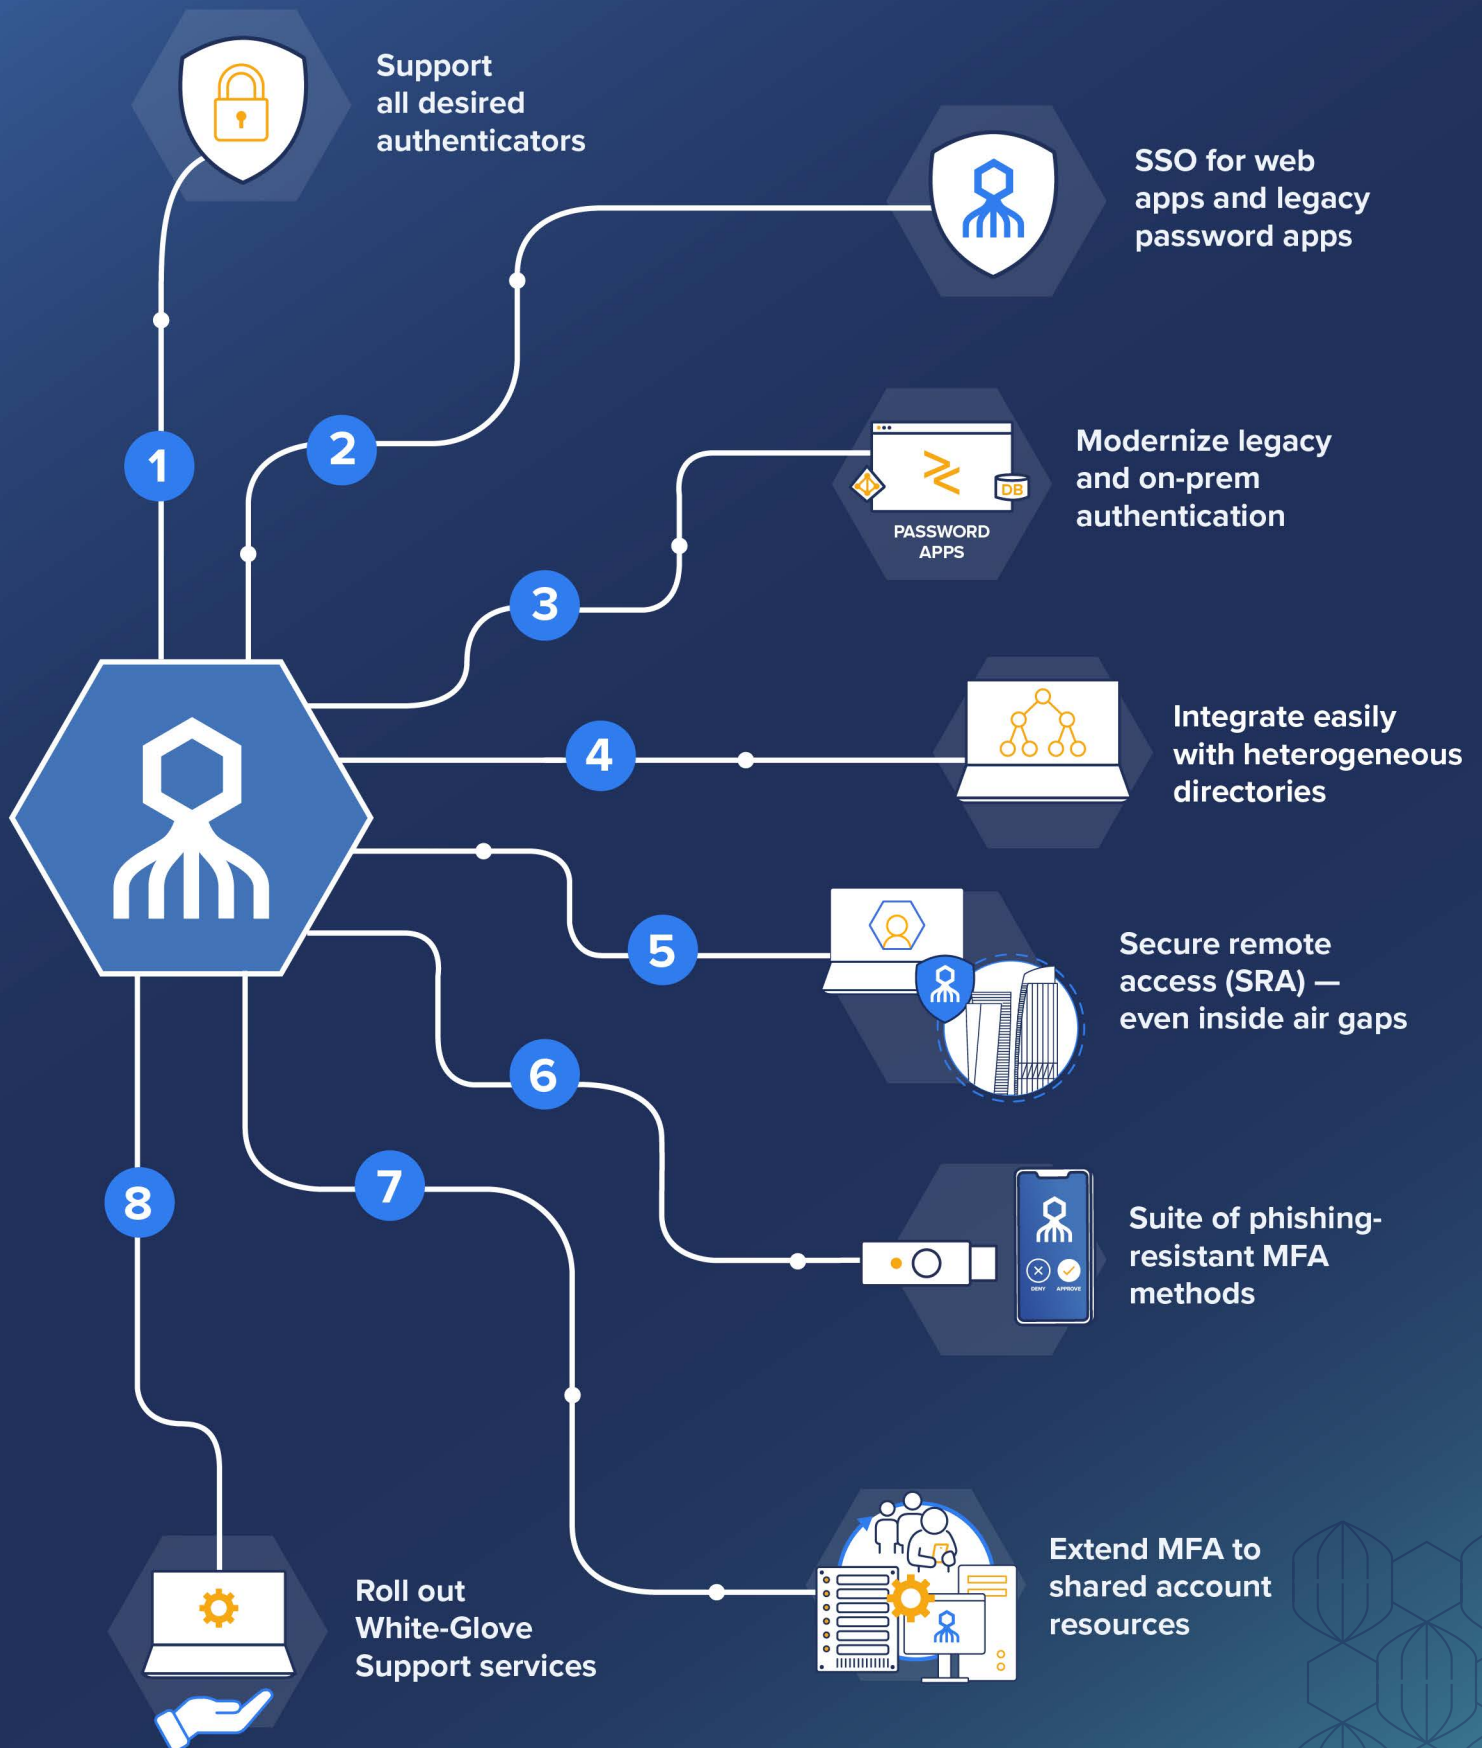 Support
all desired
authenticators
1
SSO for web
apps and legacy
password apps
2
Modernize legacy
and on-prem
authentication
DB
PASSWORD
APPS
3
Integrate easily
with heterogeneous
directories
4
Secure remote
access (SRA) —
even inside air gaps
5
Suite of phishing-
resistant MFA
methods
DENY APPROVE
6
Extend MFA to
shared account
resources
7
Roll out
White-Glove
Support services
8